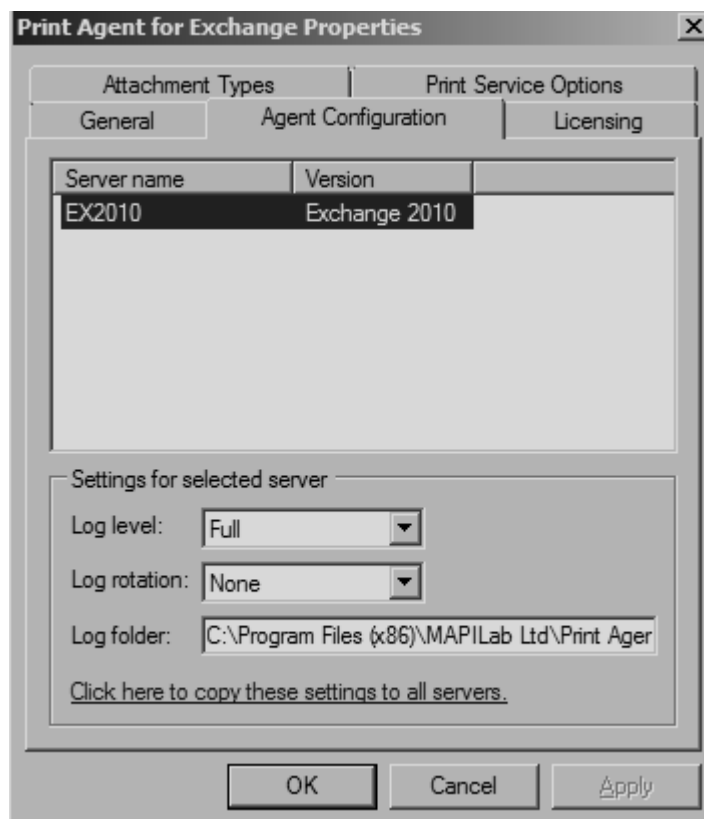 Print Agent for Exchange Properties
Attachment Types Print Service Options
General Agent Configuration Licensing
Server name Version
EX2010 Exchange 2010
Settings for selected server
Log level: Full
Log rotation: None
Log folder: C:\Program Files (x86)\MAPILab Ltd\Print Ager
Click here to copy these settings to all servers.
OK Cancel Apply